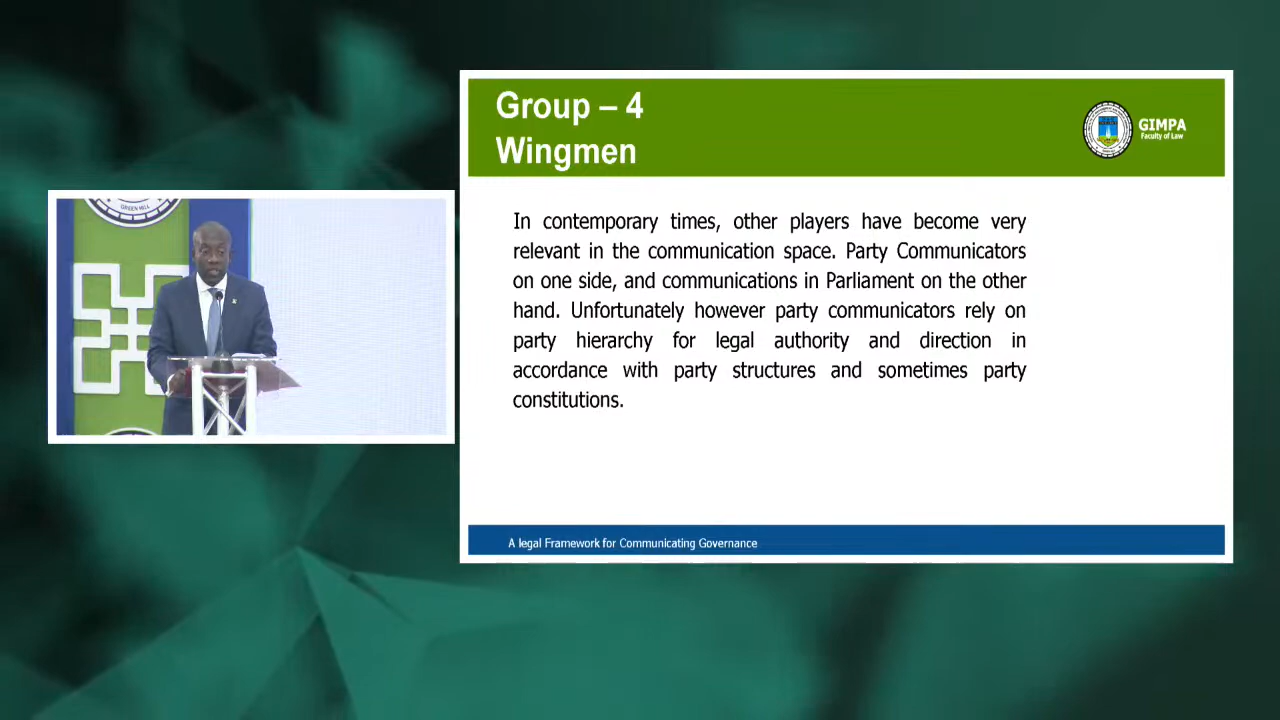 Group – 4
Wingmen
GIMPA
Faculty of Law
GREEN HILL
In contemporary times, other players have become very
relevant in the communication space. Party Communicators
on one side, and communications in Parliament on the other
hand. Unfortunately however party communicators rely on
party hierarchy for legal authority and direction in
accordance with party structures and sometimes party
constitutions.
A legal Framework for Communicating Governance